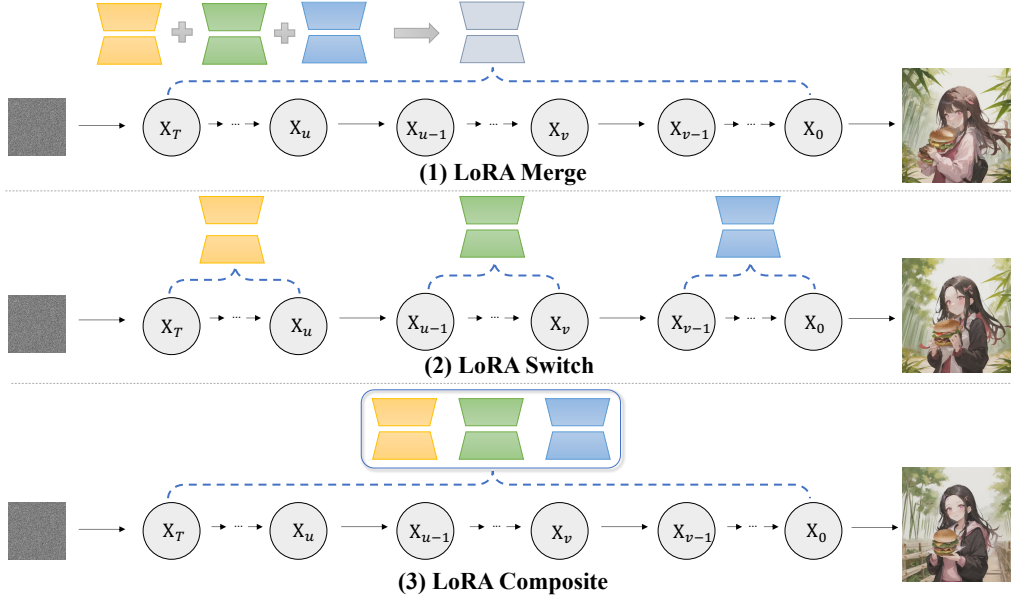 X_T ... X_u X_{u-1} ... X_v X_{v-1} ... X_0
(1) LoRA Merge
X_T ... X_u X_{u-1} ... X_v X_{v-1} ... X_0
(2) LoRA Switch
X_T ... X_u X_{u-1} ... X_v X_{v-1} ... X_0
(3) LoRA Composite